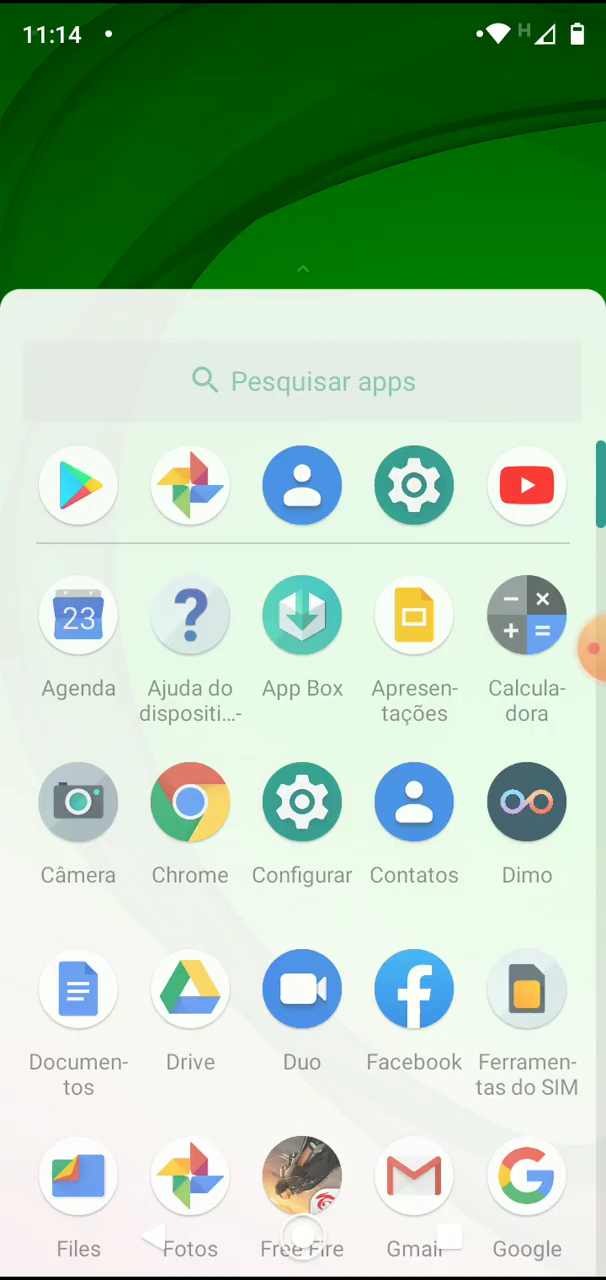 11:14
H
Pesquisar apps
23
Agenda
Ajuda do
dispositi...-
App Box
Apresen-
tações
Calcula-
dora
Câmera
Chrome
Configurar
Contatos
Dimo
Documen-
tos
Drive
Duo
Facebook
Ferramen-
tas do SIM
Files
Fotos
Free Fire
Gmail
Google